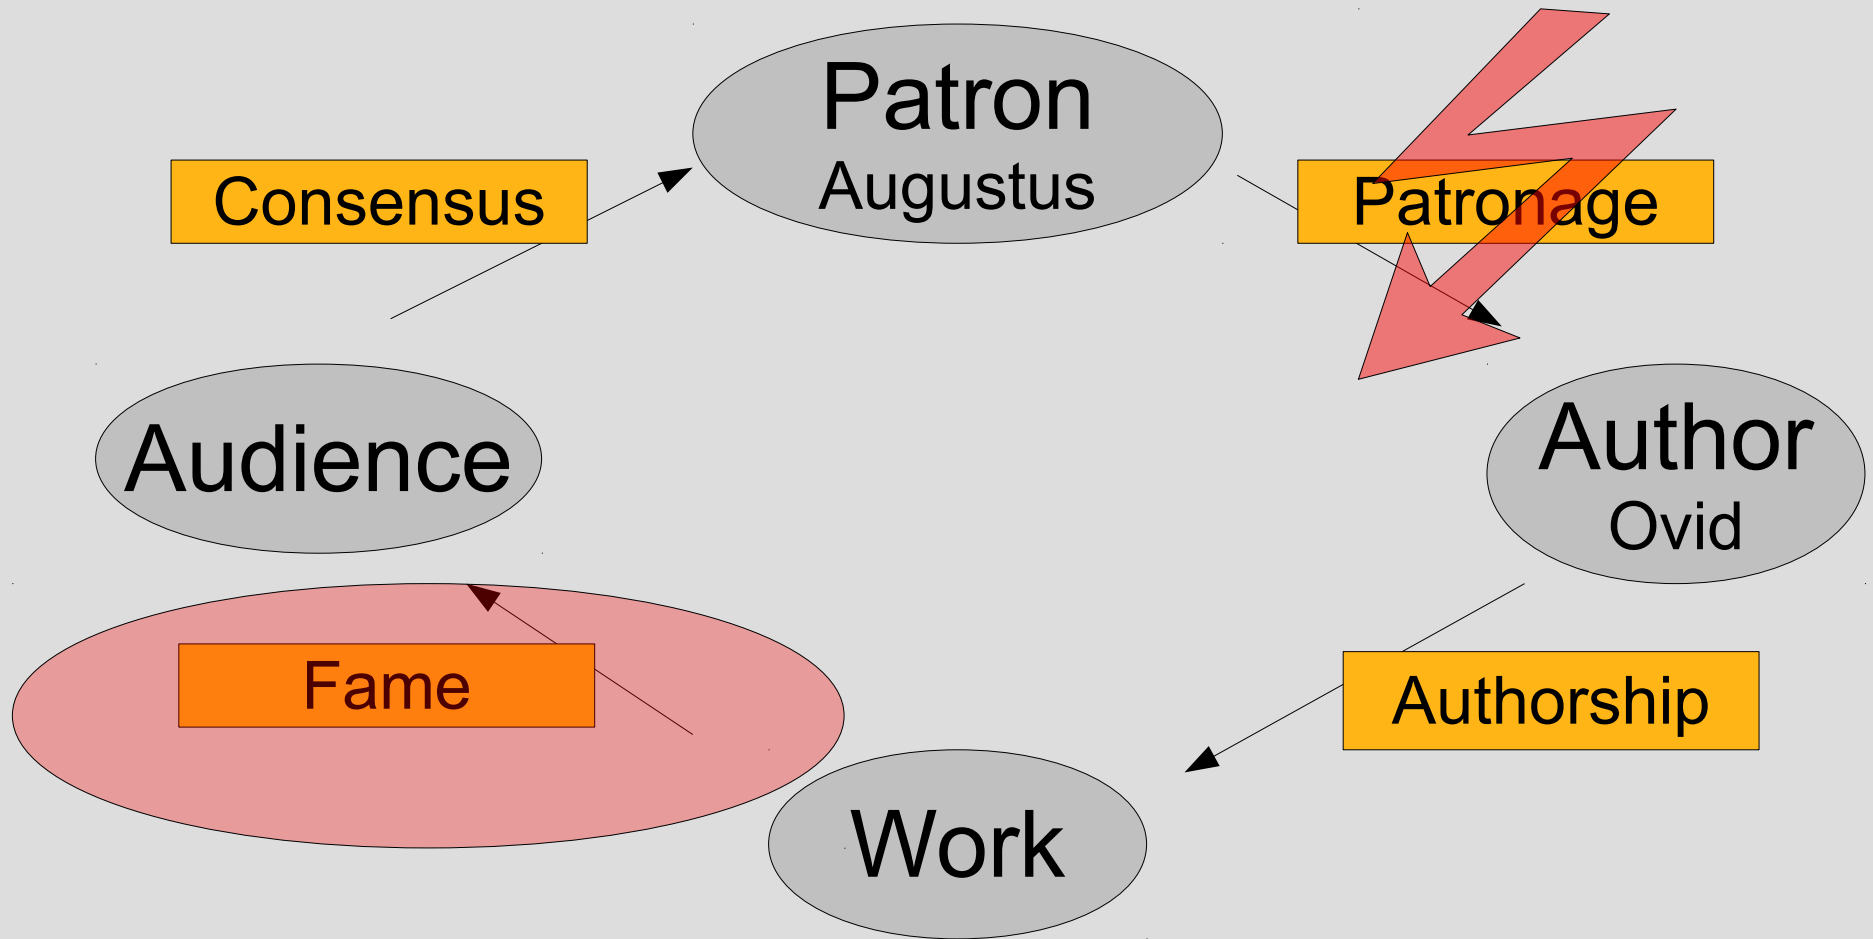 Patron
Augustus
Consensus
Patronage
Audience
Author
Ovid
Fame
Authorship
Work